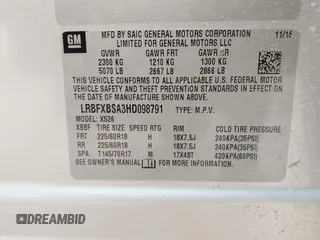 GM
MFD BY SAIC GENERAL MOTORS CORPORATION 11/16
LIMITED FOR GENERAL MOTORS LLC
GVWR GAWR FRT GAWR RR
2300 KG 1210 KG 1300 KG
5070 LB 2667 LB 2866 LB
THIS VEHICLE CONFORMS TO ALL APPLICABLE U.S. FEDERAL MOTOR
VEHICLE SAFETY, BUMPER, AND THEFT PREVENTION STANDARDS IN
EFFECT ON THE DATE OF MANUFACTURE SHOWN ABOVE.
LRBFXBSA3HD098791 TYPE: M.P.V.
MODEL: XS26
XBBF TIRE SIZE SPEED RTG RIM COLD TIRE PRESSURE
FRT 225/60R18 H 18X7.5J 240KPA(35PSI)
RR 225/60R18 H 18X7.5J 240KPA(35PSI)
SPA T145/70R17 M 17X4BT 420KPA(60PSI)
SEE OWNER'S MANUAL FOR MORE INFORMATION.
AUTOBIDMASTER